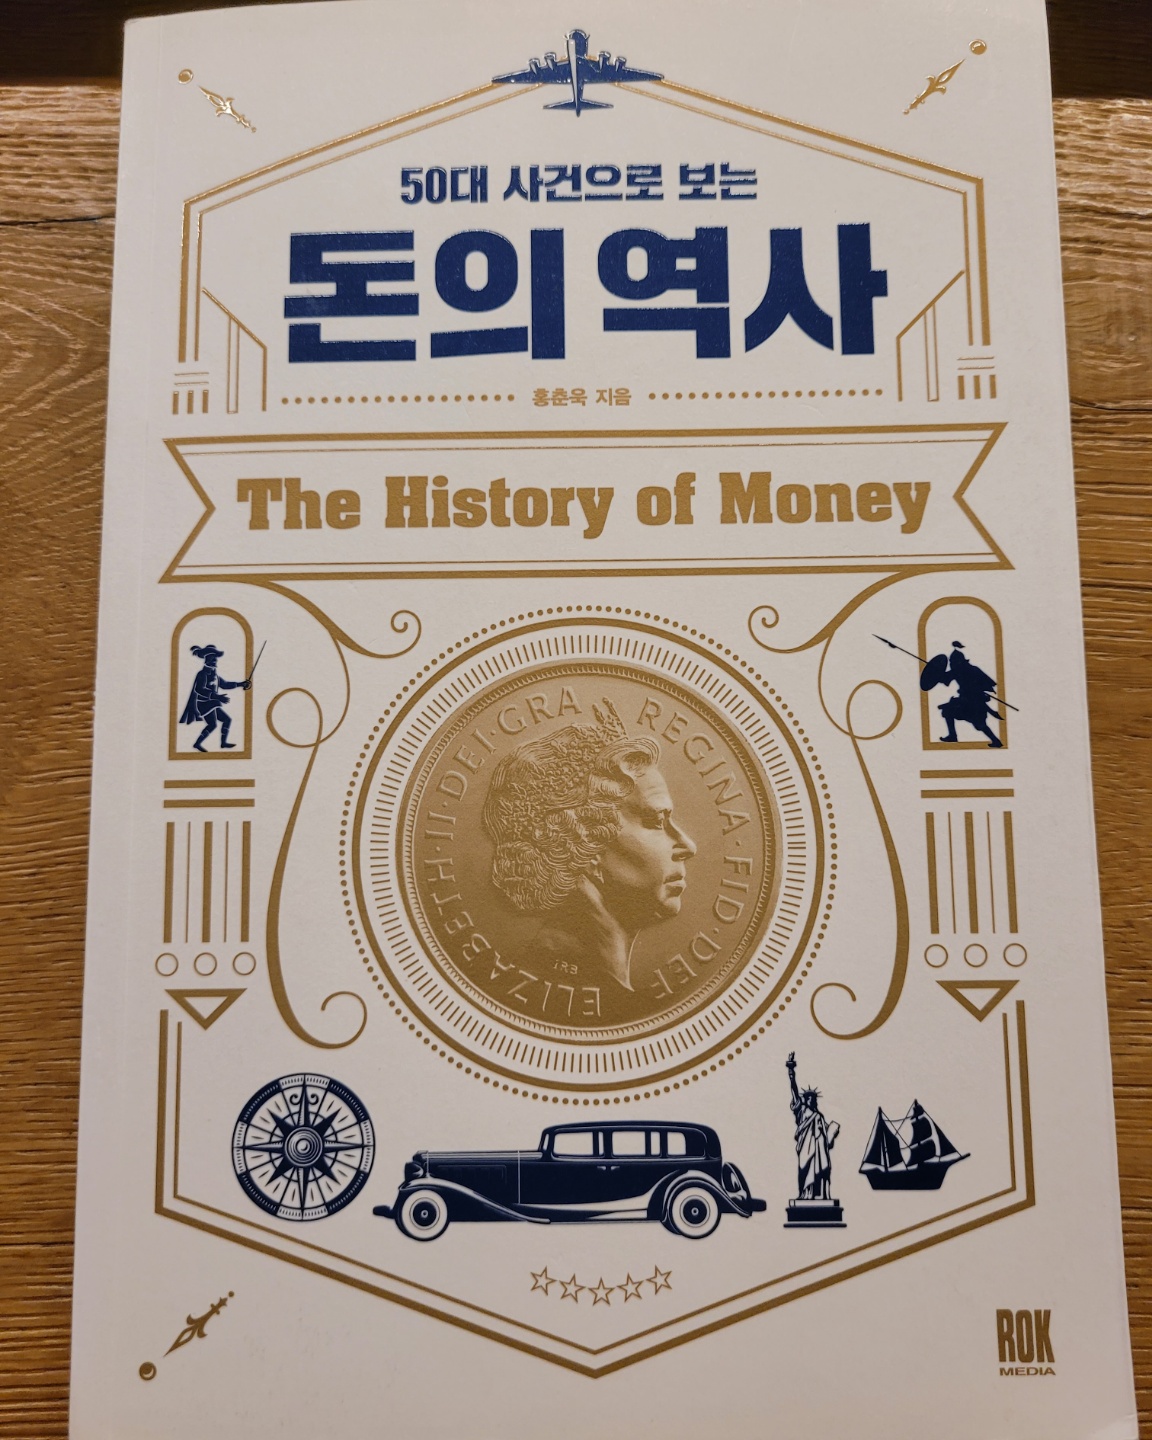 50대 사건으로 보는
돈의 역사
홍춘욱 지음
The History of Money
ELIZABETH·II·DEI·GRA REGINA·FID·DEF
IRB
ROK
MEDIA